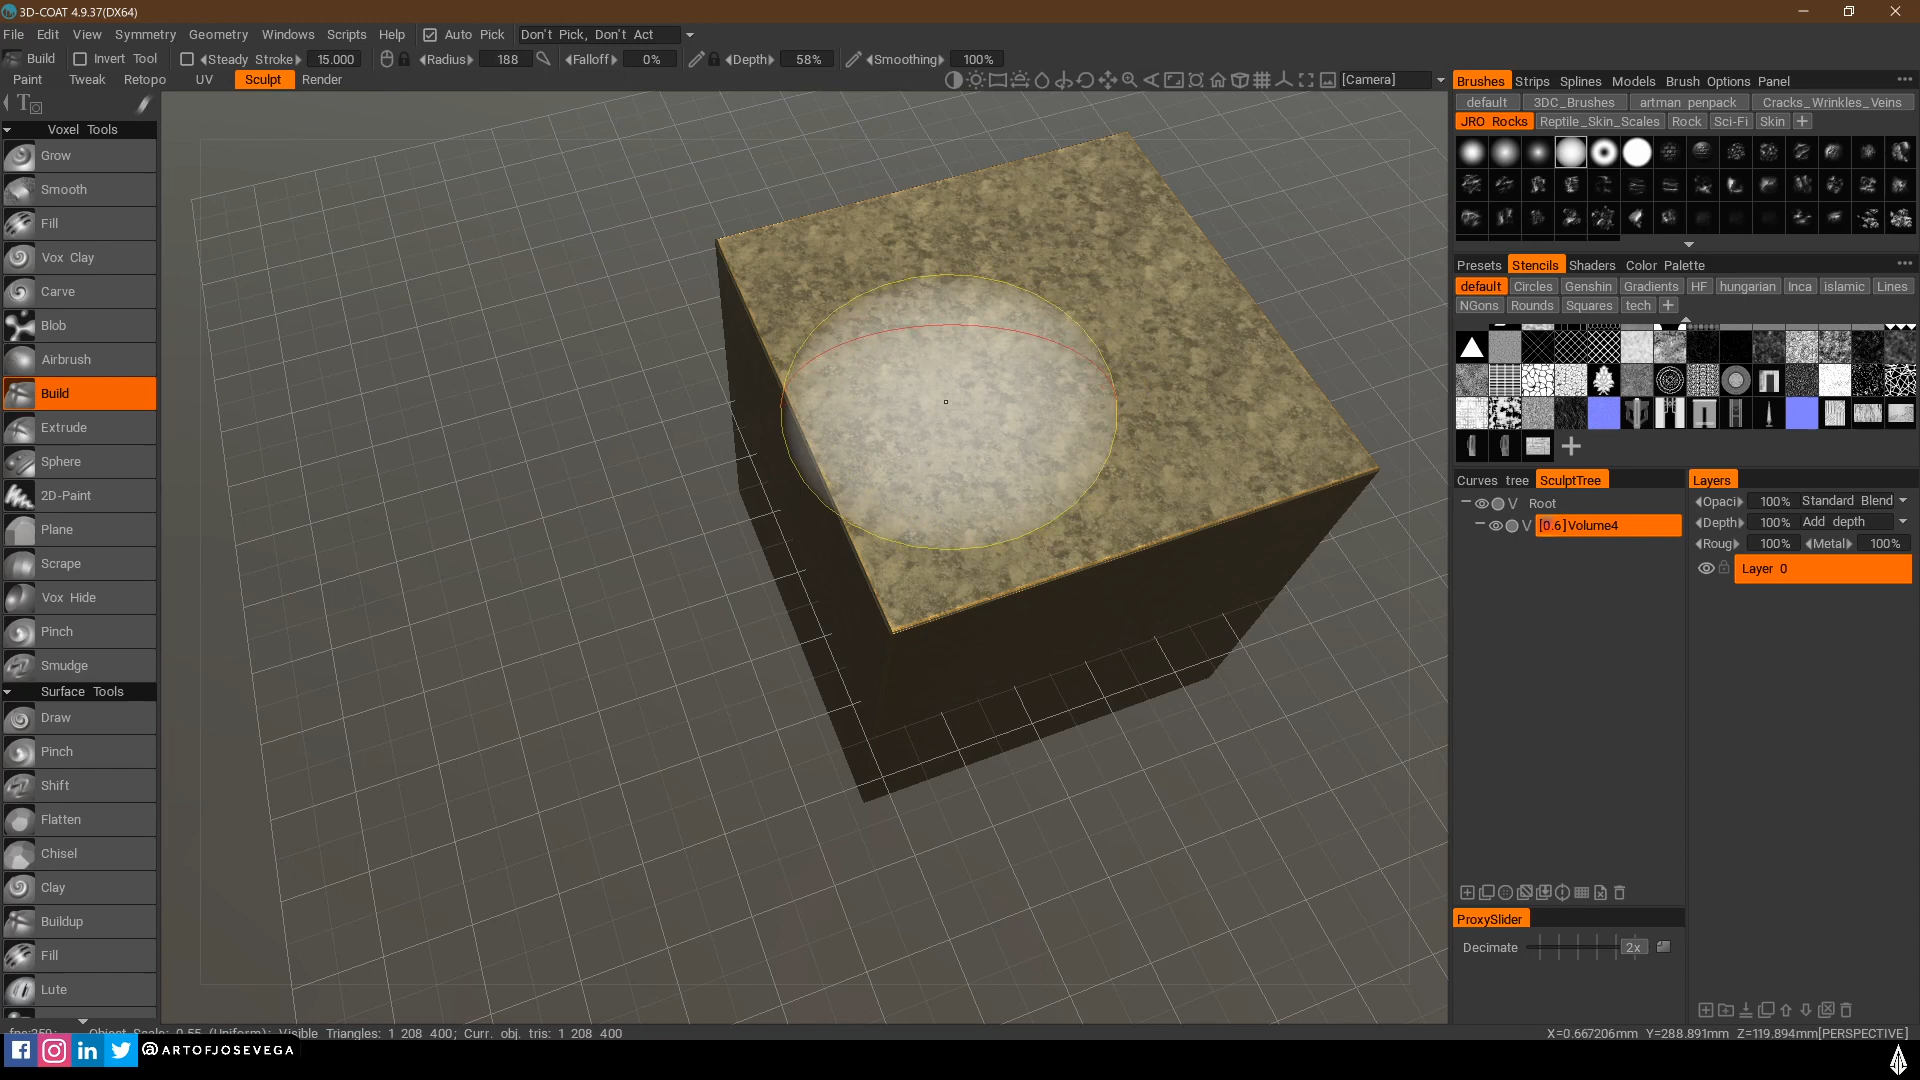 3D-COAT 4.9.37(DX64)
File Edit View Symmetry Geometry Windows Scripts Help Auto Pick Don't Pick, Don't Act
Build Invert Tool Steady Stroke 15.000 Radius 188 Falloff 0% Depth 58% Smoothing 100%
Paint Tweak Retopo UV Sculpt Render [Camera]
Voxel Tools
Grow
Smooth
Fill
Vox Clay
Carve
Blob
Airbrush
Build
Extrude
Sphere
2D-Paint
Plane
Scrape
Vox Hide
Pinch
Smudge
Surface Tools
Draw
Pinch
Shift
Flatten
Chisel
Clay
Buildup
Fill
Lute
Brushes Strips Splines Models Brush Options Panel
default 3DC_Brushes artman penpack Cracks_Wrinkles_Veins
JRO Rocks Reptile_Skin_Scales Rock Sci-Fi Skin +
Presets Stencils Shaders Color Palette
default Circles Genshin Gradients HF hungarian Inca islamic Lines
NGons Rounds Squares tech +
Curves tree SculptTree
Root
V [0.6]Volume4
Layers
Opaci 100% Standard Blend
Depth 100% Add depth
Roug 100% Metal 100%
Layer 0
ProxySlider
Decimate 2x
fps:359; Object Scale: 0.55 (Uniform); Visible Triangles: 1 208 400; Curr. obj. tris: 1 208 400
X=0.667206mm Y=288.891mm Z=119.894mm[PERSPECTIVE]
@ARTOFJOSEVEGA